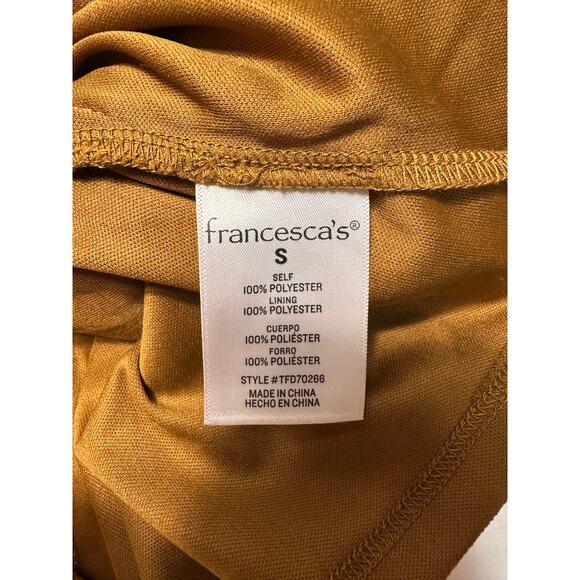 francesca's®
S
SELF
100% POLYESTER
LINING
100% POLYESTER
CUERPO
100% POLIÉSTER
FORRO
100% POLIÉSTER
STYLE #TFD70266
MADE IN CHINA
HECHO EN CHINA